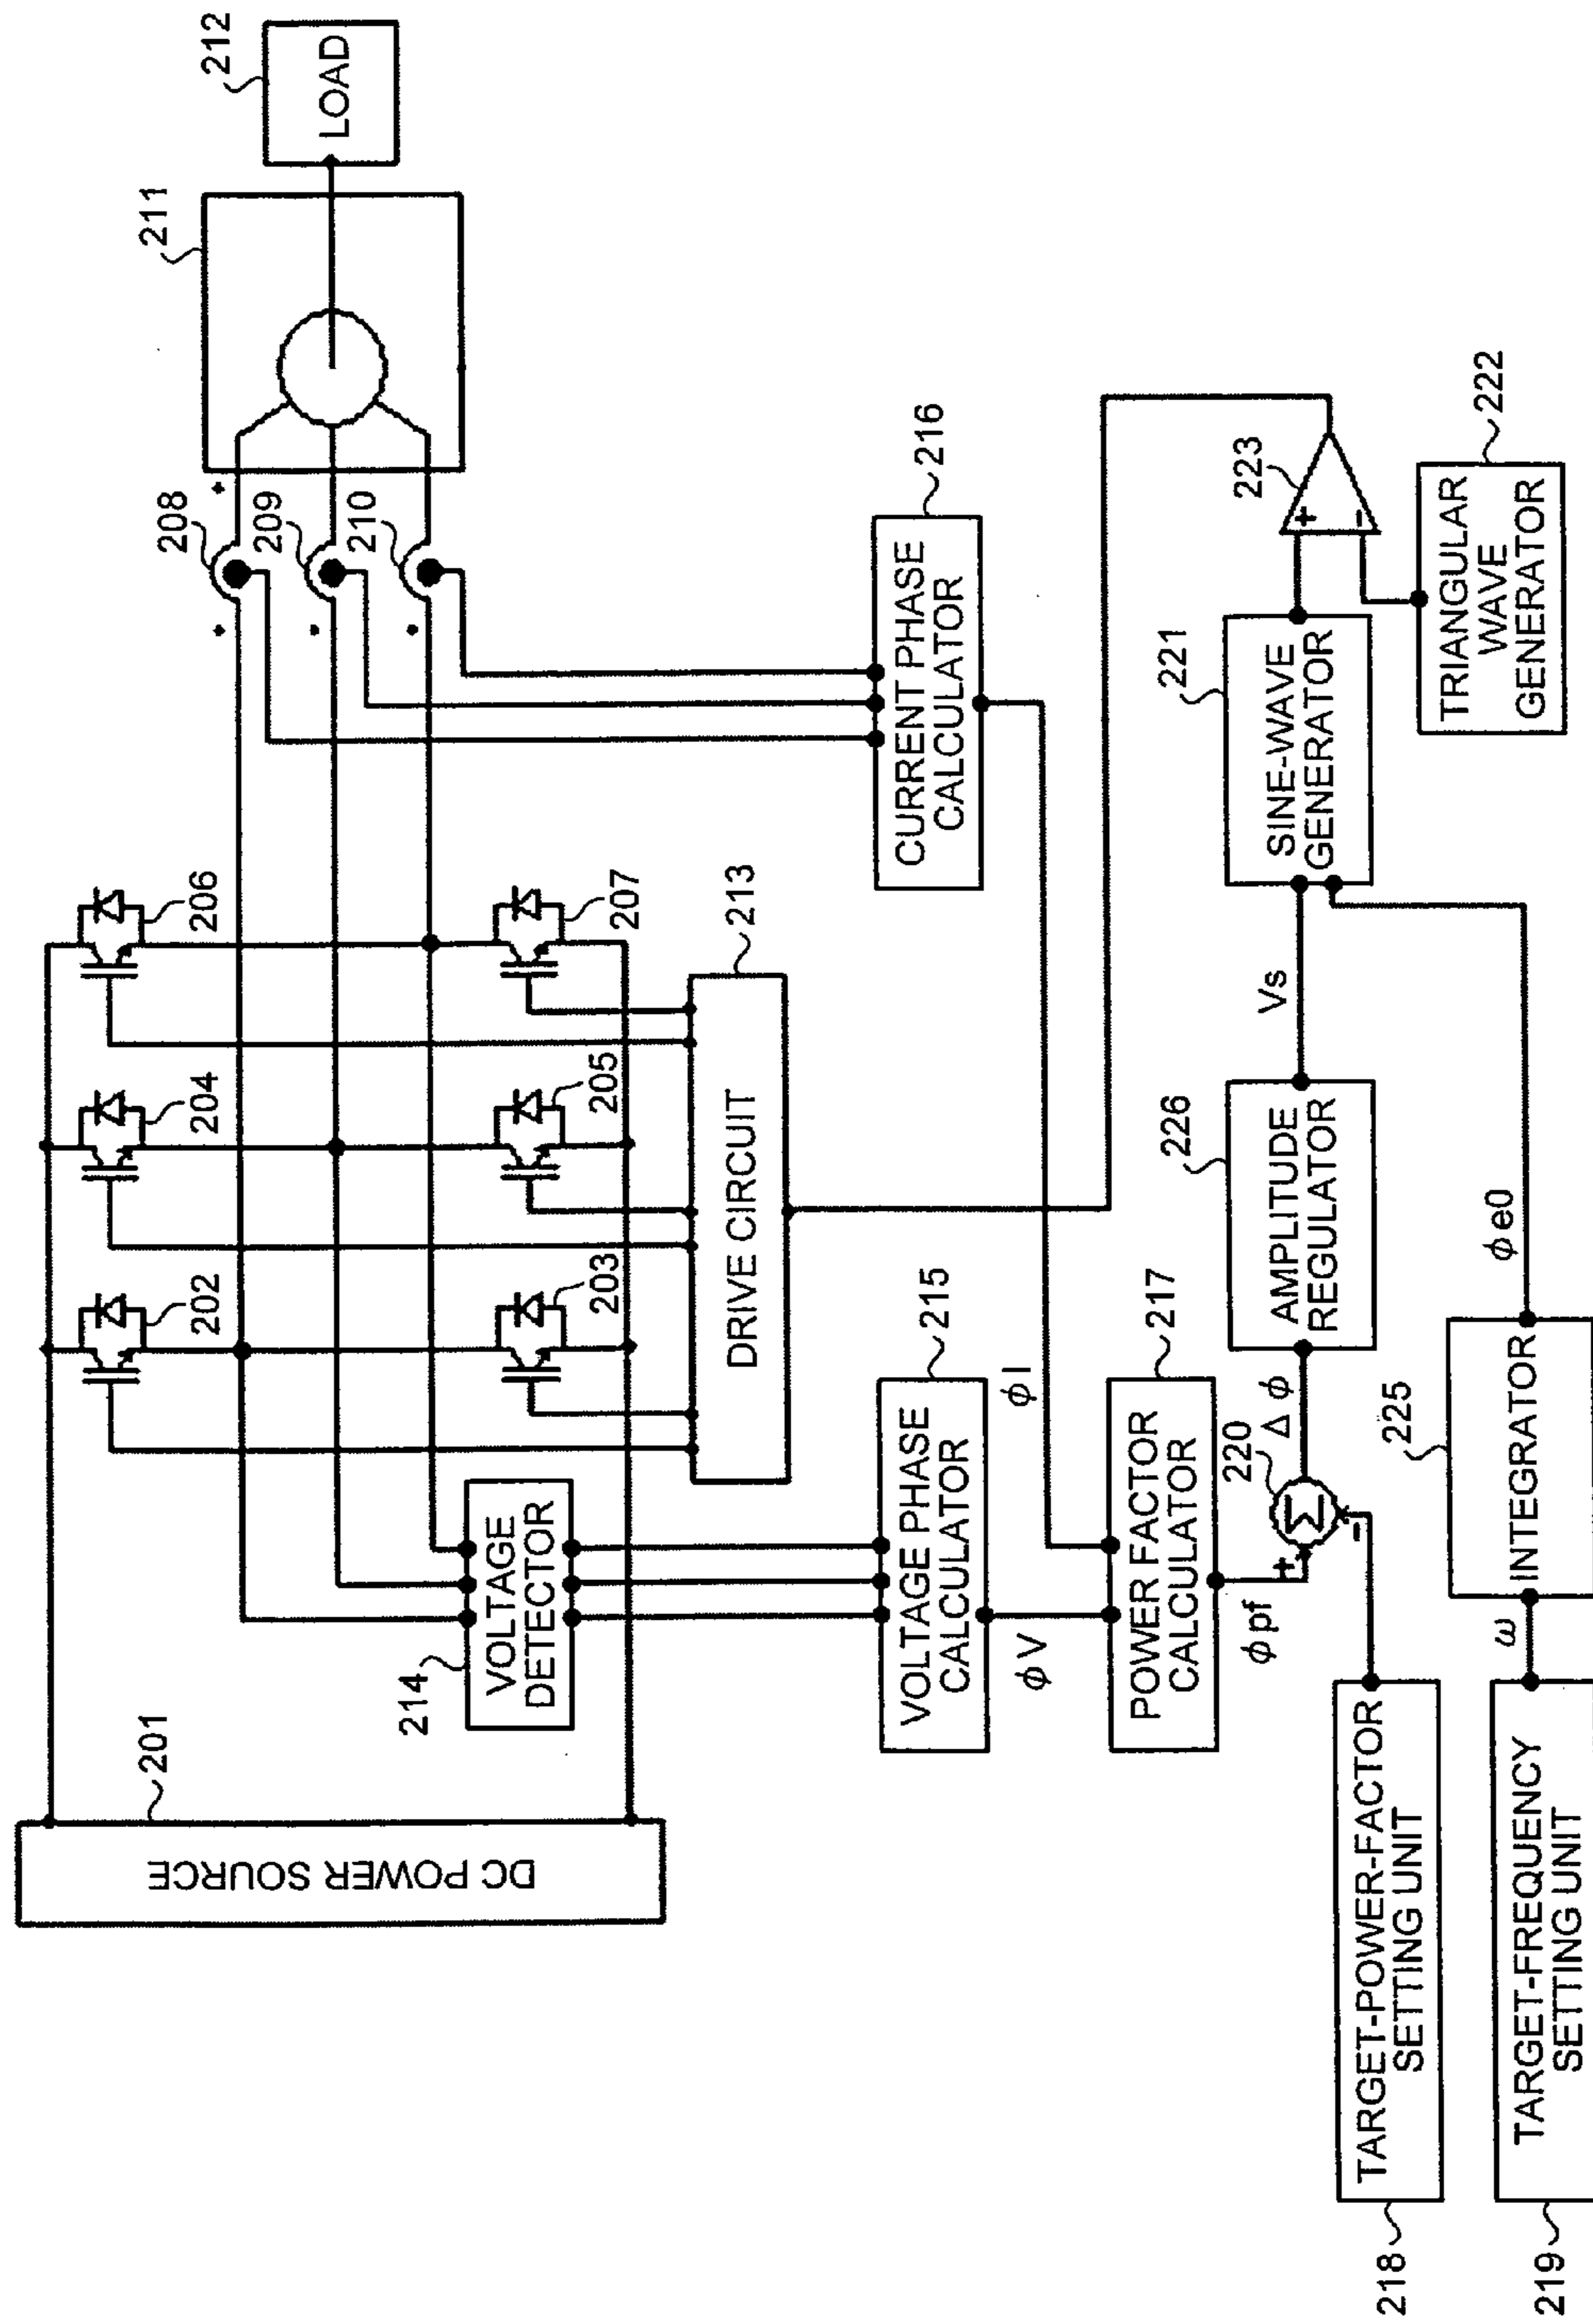 201
DC POWER SOURCE
202
204
206
203
205
207
208
209
210
211
212
LOAD
213
DRIVE CIRCUIT
214
VOLTAGE
DETECTOR
215
VOLTAGE PHASE
CALCULATOR
216
CURRENT PHASE
CALCULATOR
ϕV
ϕI
217
POWER FACTOR
CALCULATOR
ϕpf
220
+
Σ
−
Δϕ
226
AMPLITUDE
REGULATOR
Vs
221
SINE-WAVE
GENERATOR
223
+
−
222
TRIANGULAR
WAVE
GENERATOR
218
TARGET-POWER-FACTOR
SETTING UNIT
219
TARGET-FREQUENCY
SETTING UNIT
ω
225
INTEGRATOR
ϕe0